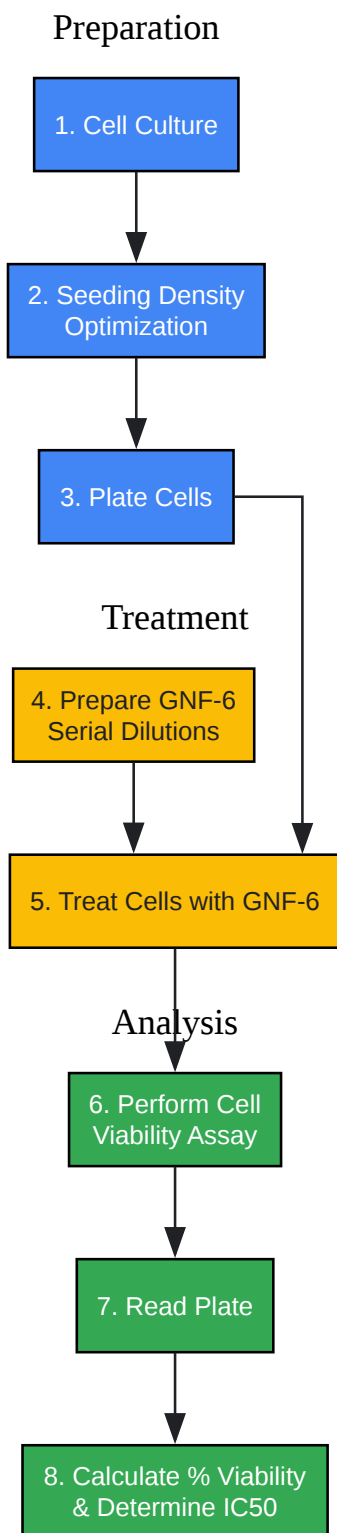 Preparation
1. Cell Culture
2. Seeding Density
Optimization
3. Plate Cells
Treatment
4. Prepare GNF-6
Serial Dilutions
5. Treat Cells with GNF-6
Analysis
6. Perform Cell
Viability Assay
7. Read Plate
8. Calculate % Viability
& Determine IC50